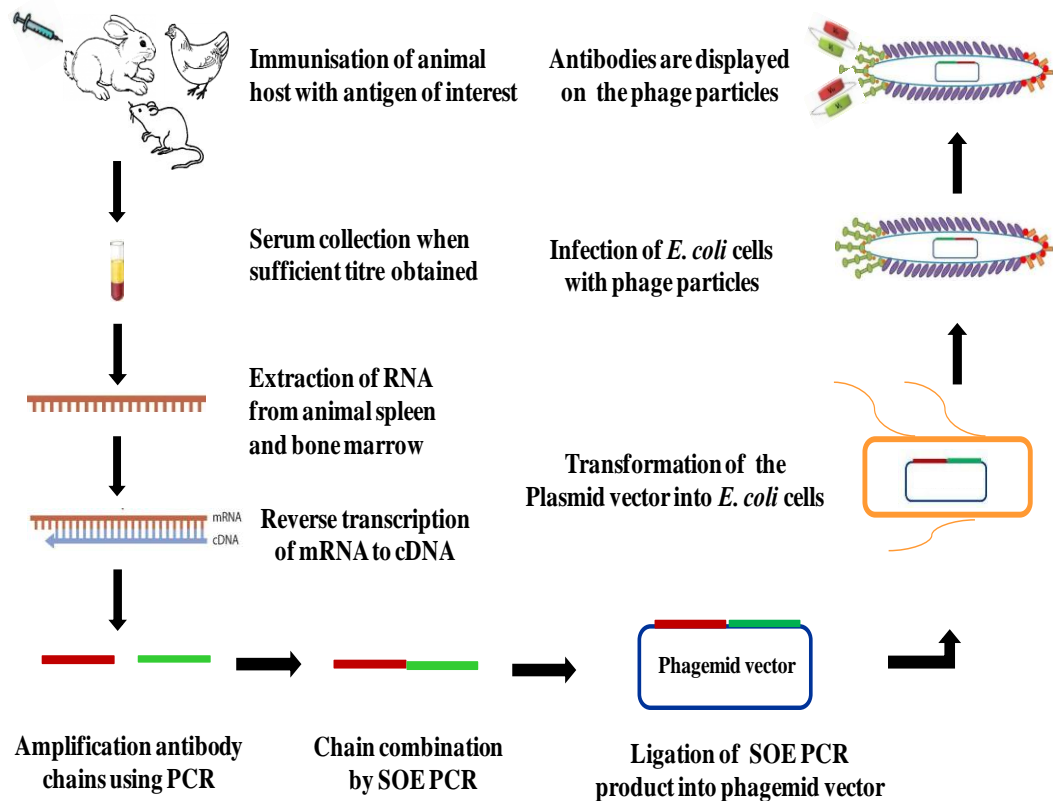 Immunisation of animal
host with antigen of interest
Serum collection when
sufficient titre obtained
Extraction of RNA
from animal spleen
and bone marrow
mRNA
cDNA
Reverse transcription
of mRNA to cDNA
Amplification antibody
chains using PCR
Chain combination
by SOE PCR
Phagemid vector
Ligation of SOE PCR
product into phagemid vector
Transformation of the
Plasmid vector into E. coli cells
Infection of E. coli cells
with phage particles
Antibodies are displayed
on the phage particles